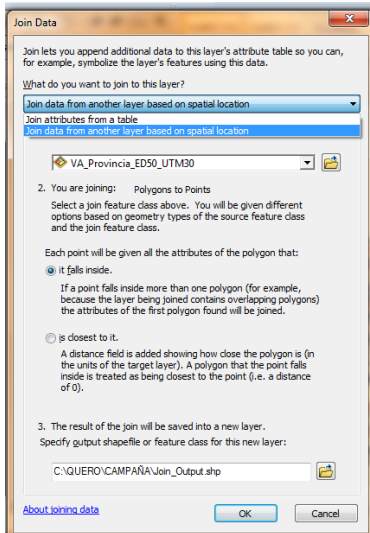 Join Data
Join lets you append additional data to this layer's attribute table so you can,
for example, symbolize the layer's features using this data.
What do you want to join to this layer?
Join data from another layer based on spatial location
Join attributes from a table
Join data from another layer based on spatial location
VA_Provincia_ED50_UTM30
2. You are joining: Polygons to Points
Select a join feature class above. You will be given different
options based on geometry types of the source feature class
and the join feature class.
Each point will be given all the attributes of the polygon that:
it falls inside.
If a point falls inside more than one polygon (for example,
because the layer being joined contains overlapping polygons)
the attributes of the first polygon found will be joined.
is closest to it.
A distance field is added showing how close the polygon is (in
the units of the target layer). A polygon that the point falls
inside is treated as being closest to the point (i.e. a distance
of 0).
3. The result of the join will be saved into a new layer.
Specify output shapefile or feature class for this new layer:
C:\QUERO\CAMPAÑA\Join_Output.shp
About joining data
OK
Cancel